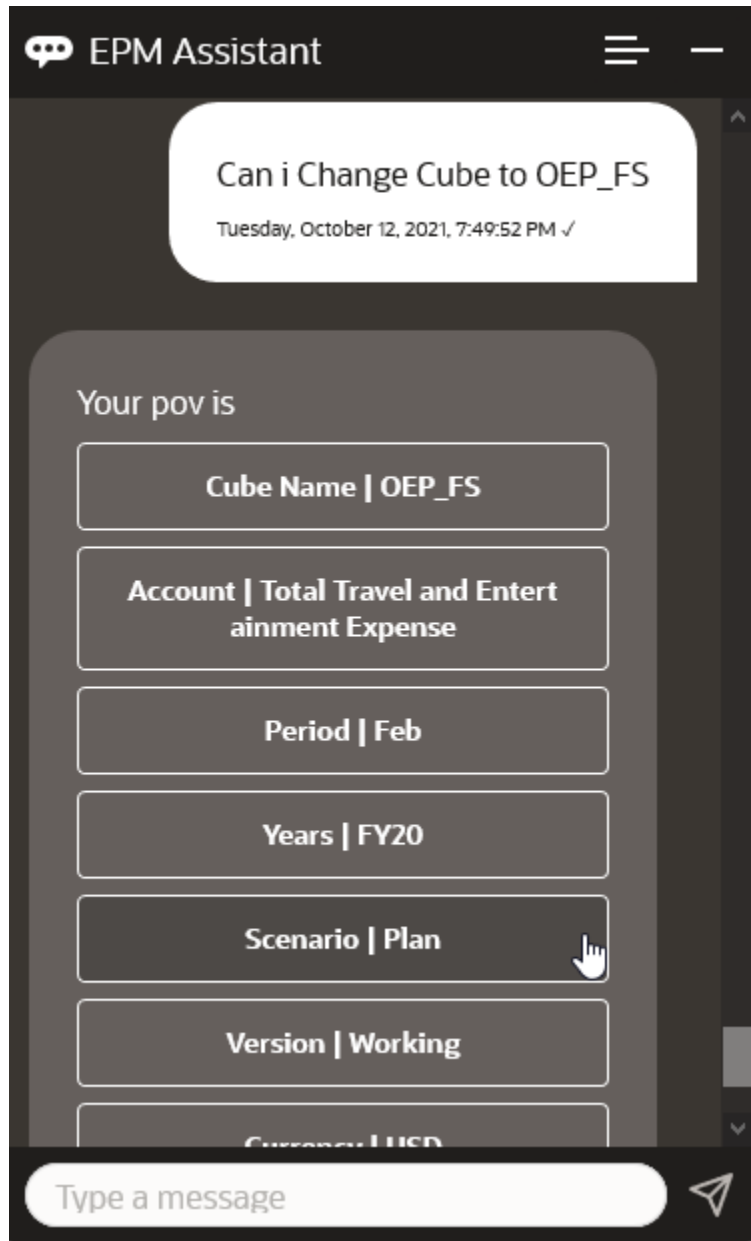 EPM Assistant
Can i Change Cube to OEP_FS
Tuesday, October 12, 2021, 7:49:52 PM ✓
Your pov is
Cube Name | OEP_FS
Account | Total Travel and Entert
ainment Expense
Period | Feb
Years | FY20
Scenario | Plan
Version | Working
Currency | USD
Type a message